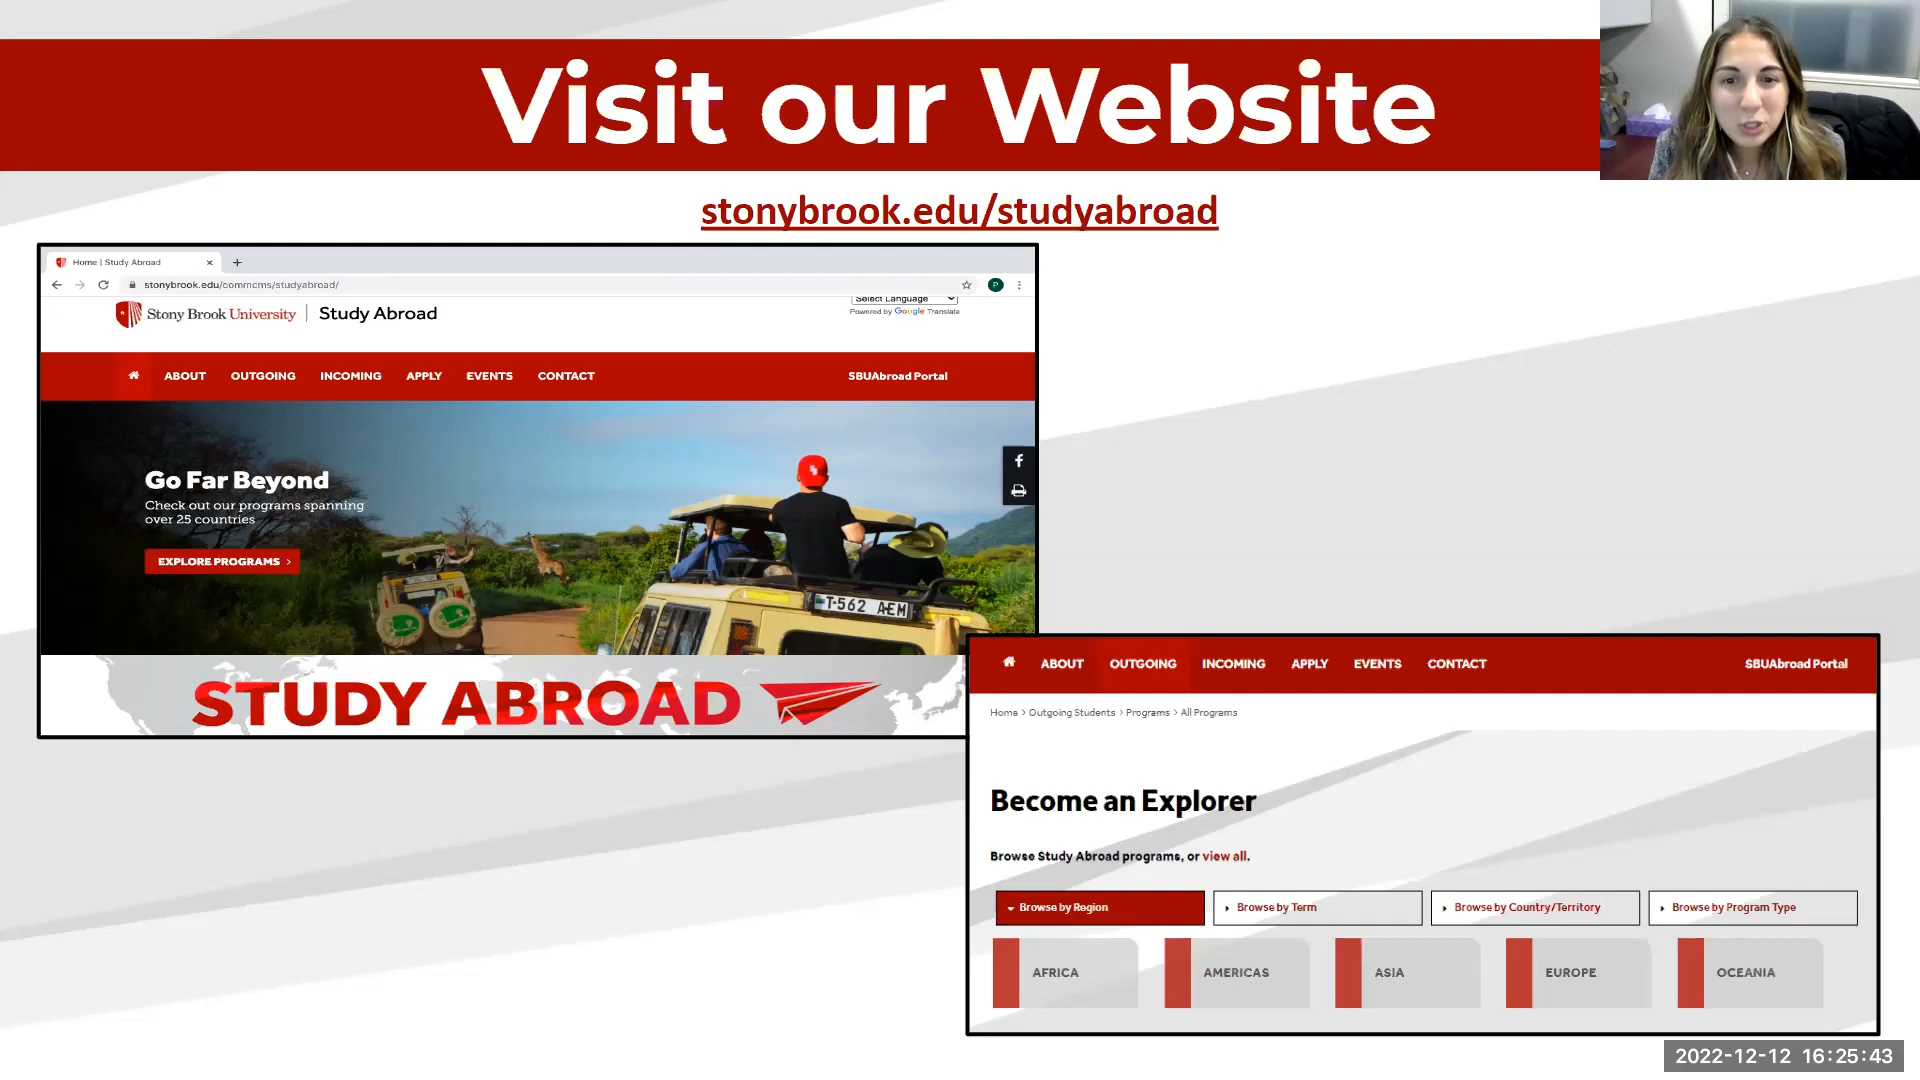 Visit our Website
stonybrook.edu/studyabroad
Home | Study Abroad
stonybrook.edu/commcms/studyabroad/
P
Stony Brook University | Study Abroad
Select Language
Powered by Google Translate
ABOUT OUTGOING INCOMING APPLY EVENTS CONTACT SBUAbroad Portal
Go Far Beyond
Check out our programs spanning
over 25 countries
EXPLORE PROGRAMS >
T·562 AEM
STUDY ABROAD
ABOUT OUTGOING INCOMING APPLY EVENTS CONTACT SBUAbroad Portal
Home > Outgoing Students > Programs > All Programs
Become an Explorer
Browse Study Abroad programs, or view all.
Browse by Region Browse by Term Browse by Country/Territory Browse by Program Type
AFRICA AMERICAS ASIA EUROPE OCEANIA
2022-12-12 16:25:43